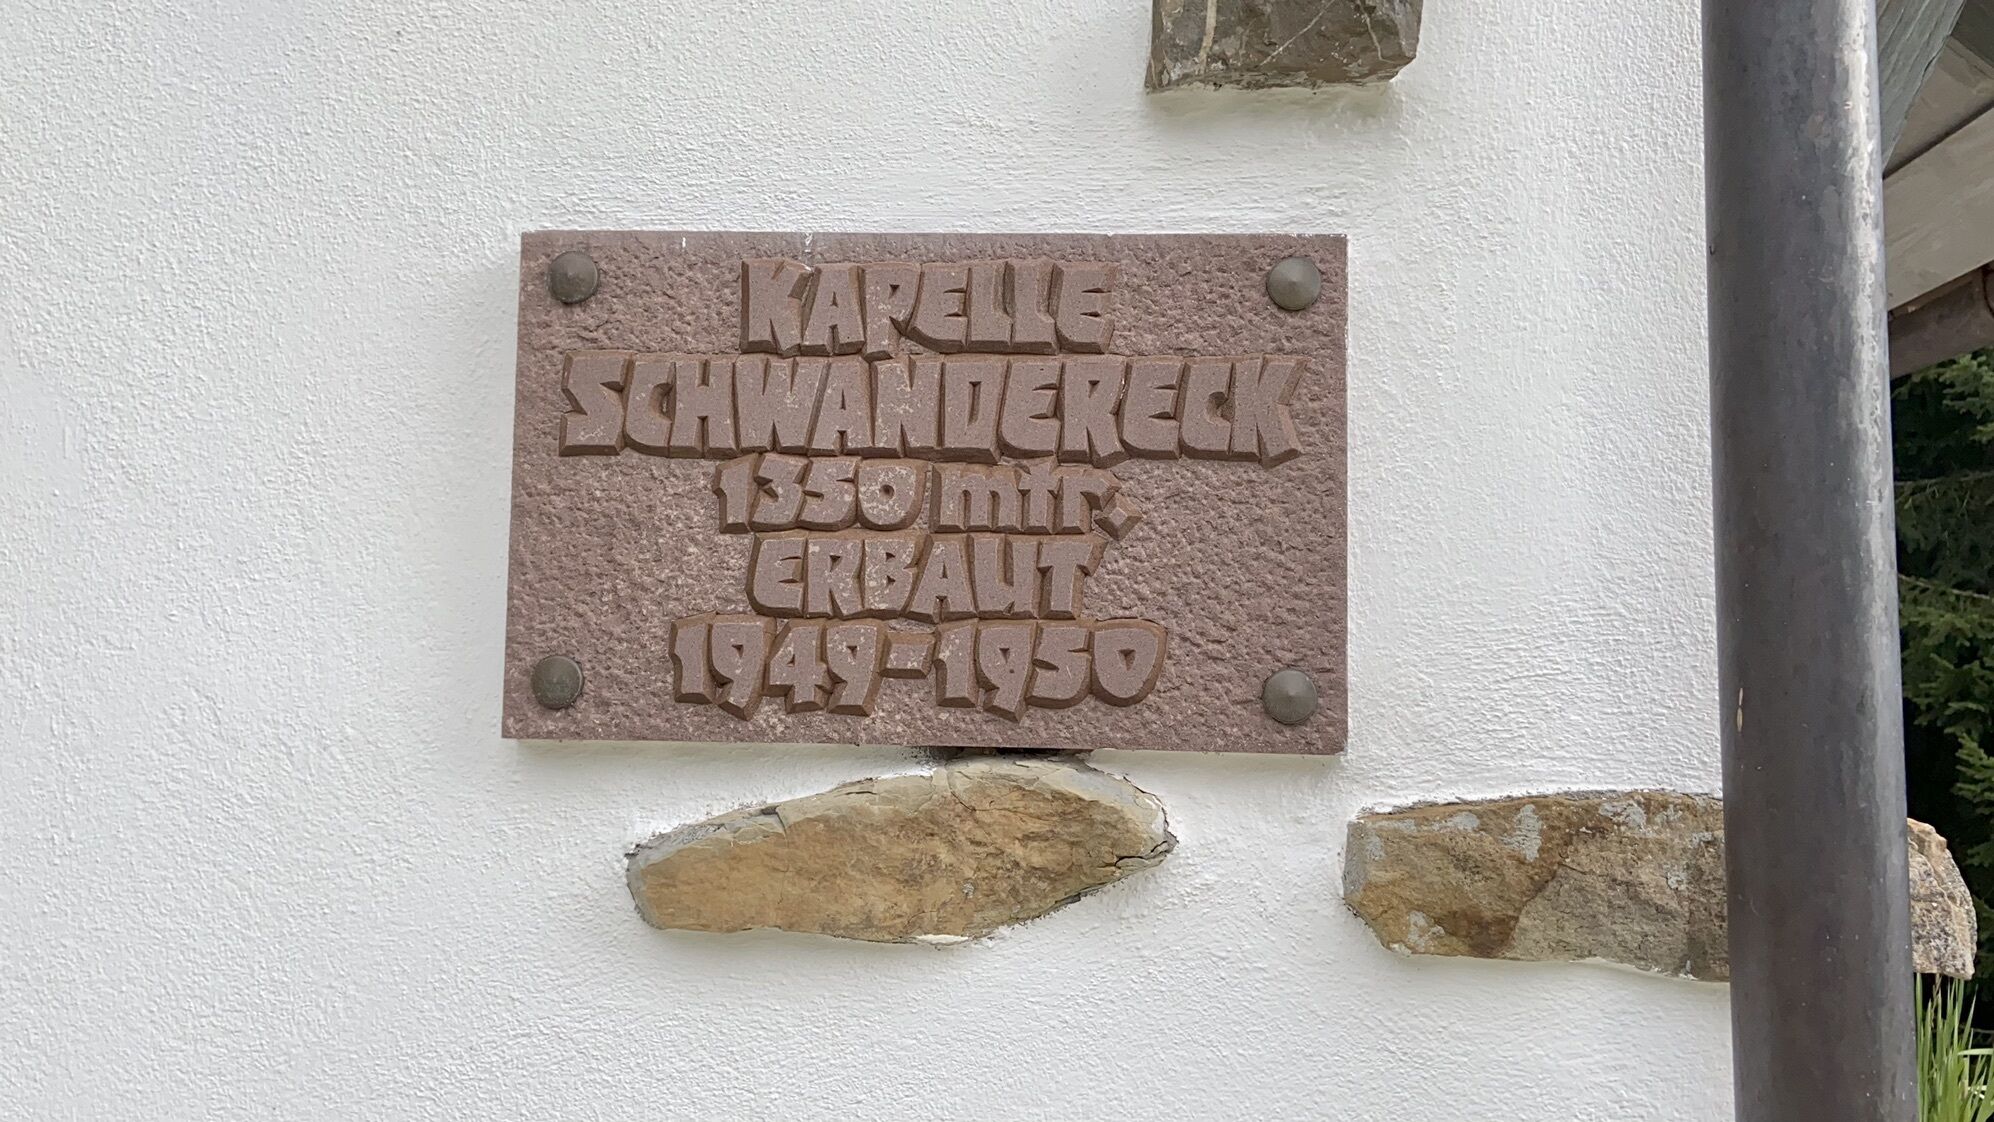 KAPELLE
SCHWANDERECK
1350 mtr.
ERBAUT
1949-1950